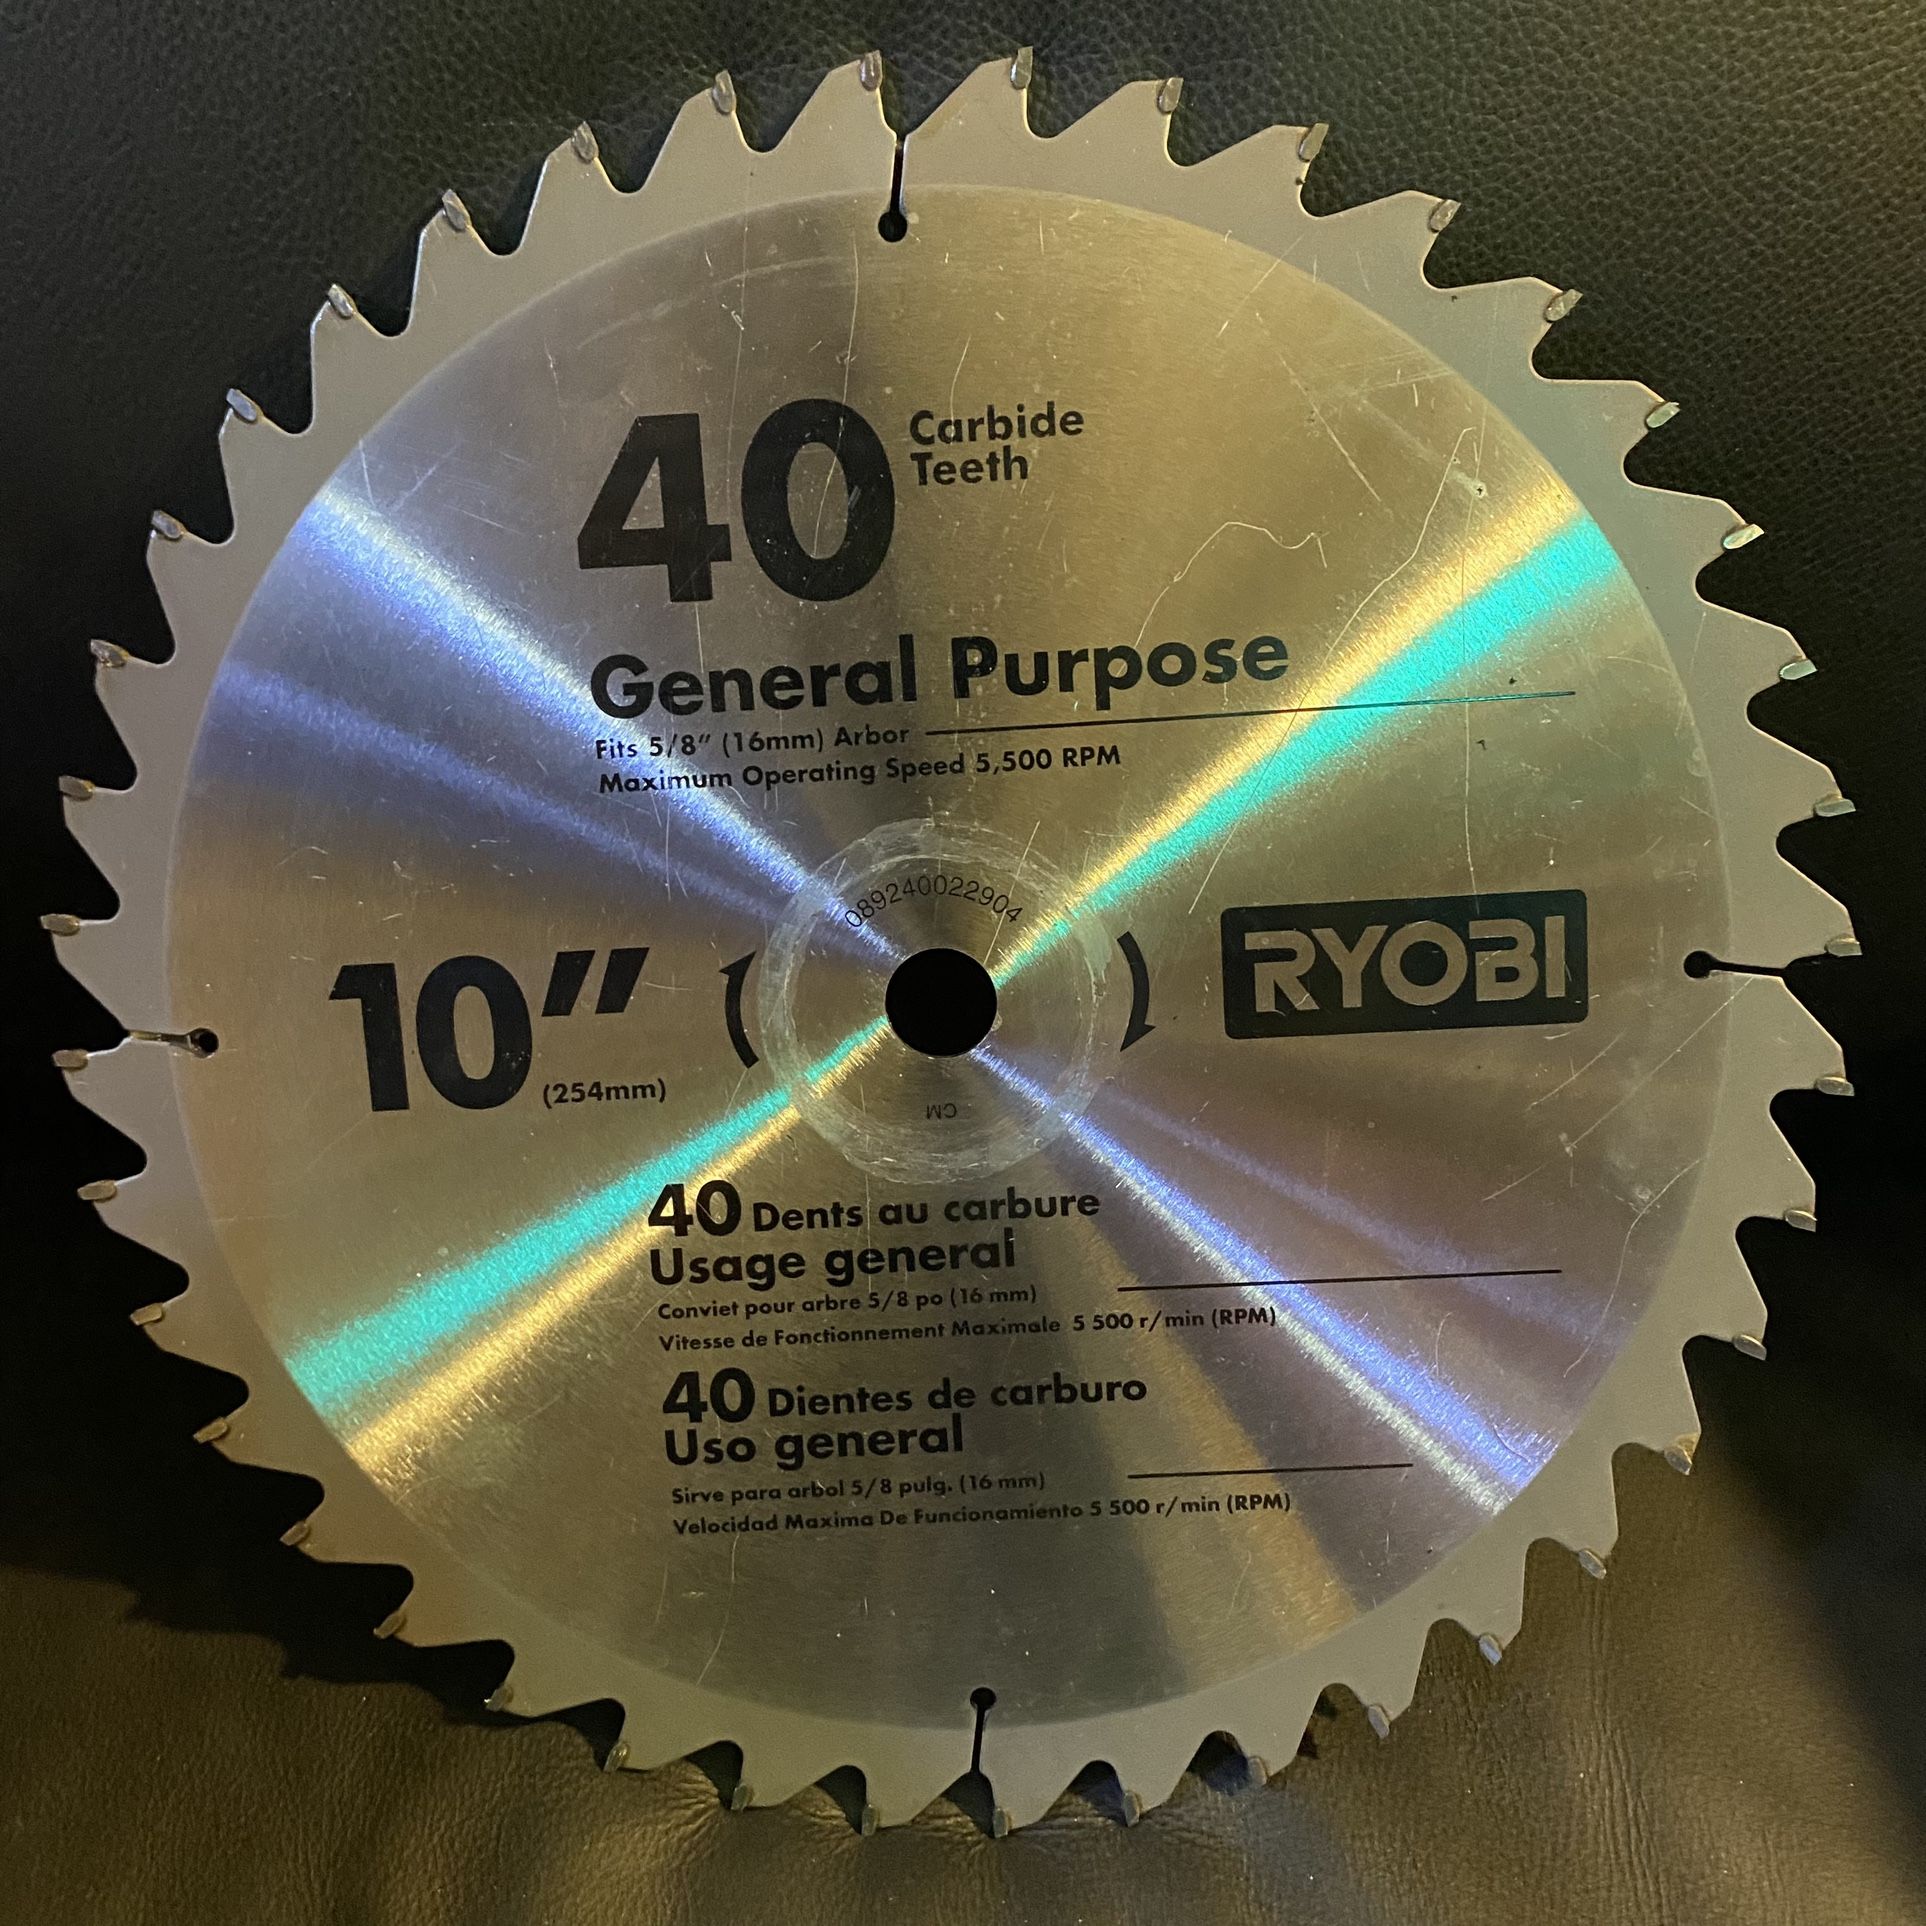 40 Carbide
Teeth
General Purpose
Fits 5/8" (16mm) Arbor
Maximum Operating Speed 5,500 RPM
089240022904
10"
(254mm)
RYOBI
CM
40 Dents au carbure
Usage general
Conviet pour arbre 5/8 po (16 mm)
Vitesse de Fonctionnement Maximale 5 500 r/min (RPM)
40 Dientes de carburo
Uso general
Sirve para arbol 5/8 pulg. (16 mm)
Velocidad Maxima De Funcionamiento 5 500 r/min (RPM)